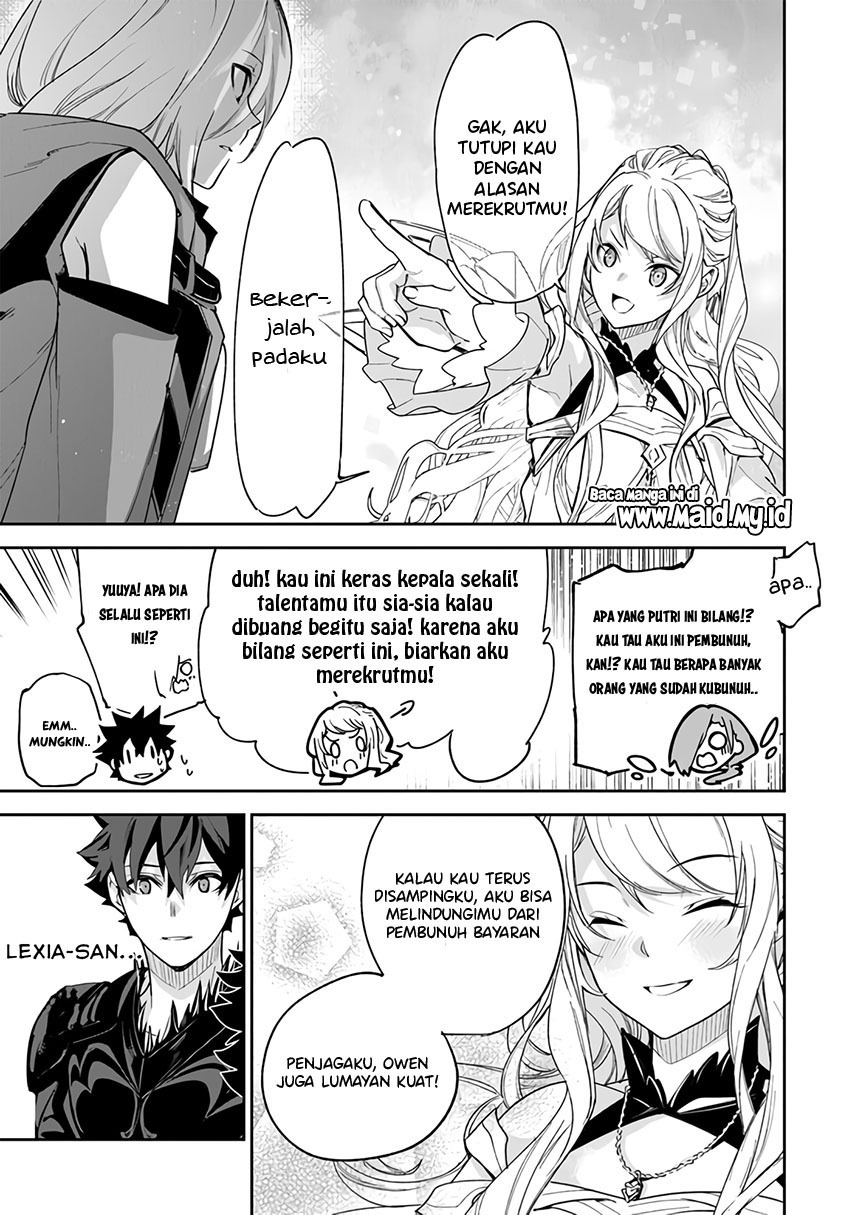 GAK, AKU
TUTUPI KAU
DENGAN
ALASAN
MEREKRUTMU!
Beker-
jalah
padaku
Baca manga ini di
www.Maid.my.id
apa..
APA YANG PUTRI INI BILANG!?
KAU TAU AKU INI PEMBUNUH,
KAN!? KAU TAU BERAPA BANYAK
ORANG YANG SUDAH KUBUNUH..
duh! kau ini keras kepala sekali!
talentamu itu sia-sia kalau
dibuang begitu saja! karena aku
bilang seperti ini, biarkan aku
merekrutmu!
YUUYA! APA DIA
SELALU SEPERTI
INI!?
EMM..
MUNGKIN..
KALAU KAU TERUS
DISAMPINGKU, AKU BISA
MELINDUNGIMU DARI
PEMBUNUH BAYARAN
PENJAGAKU, OWEN
JUGA LUMAYAN KUAT!
LEXIA-SAN...